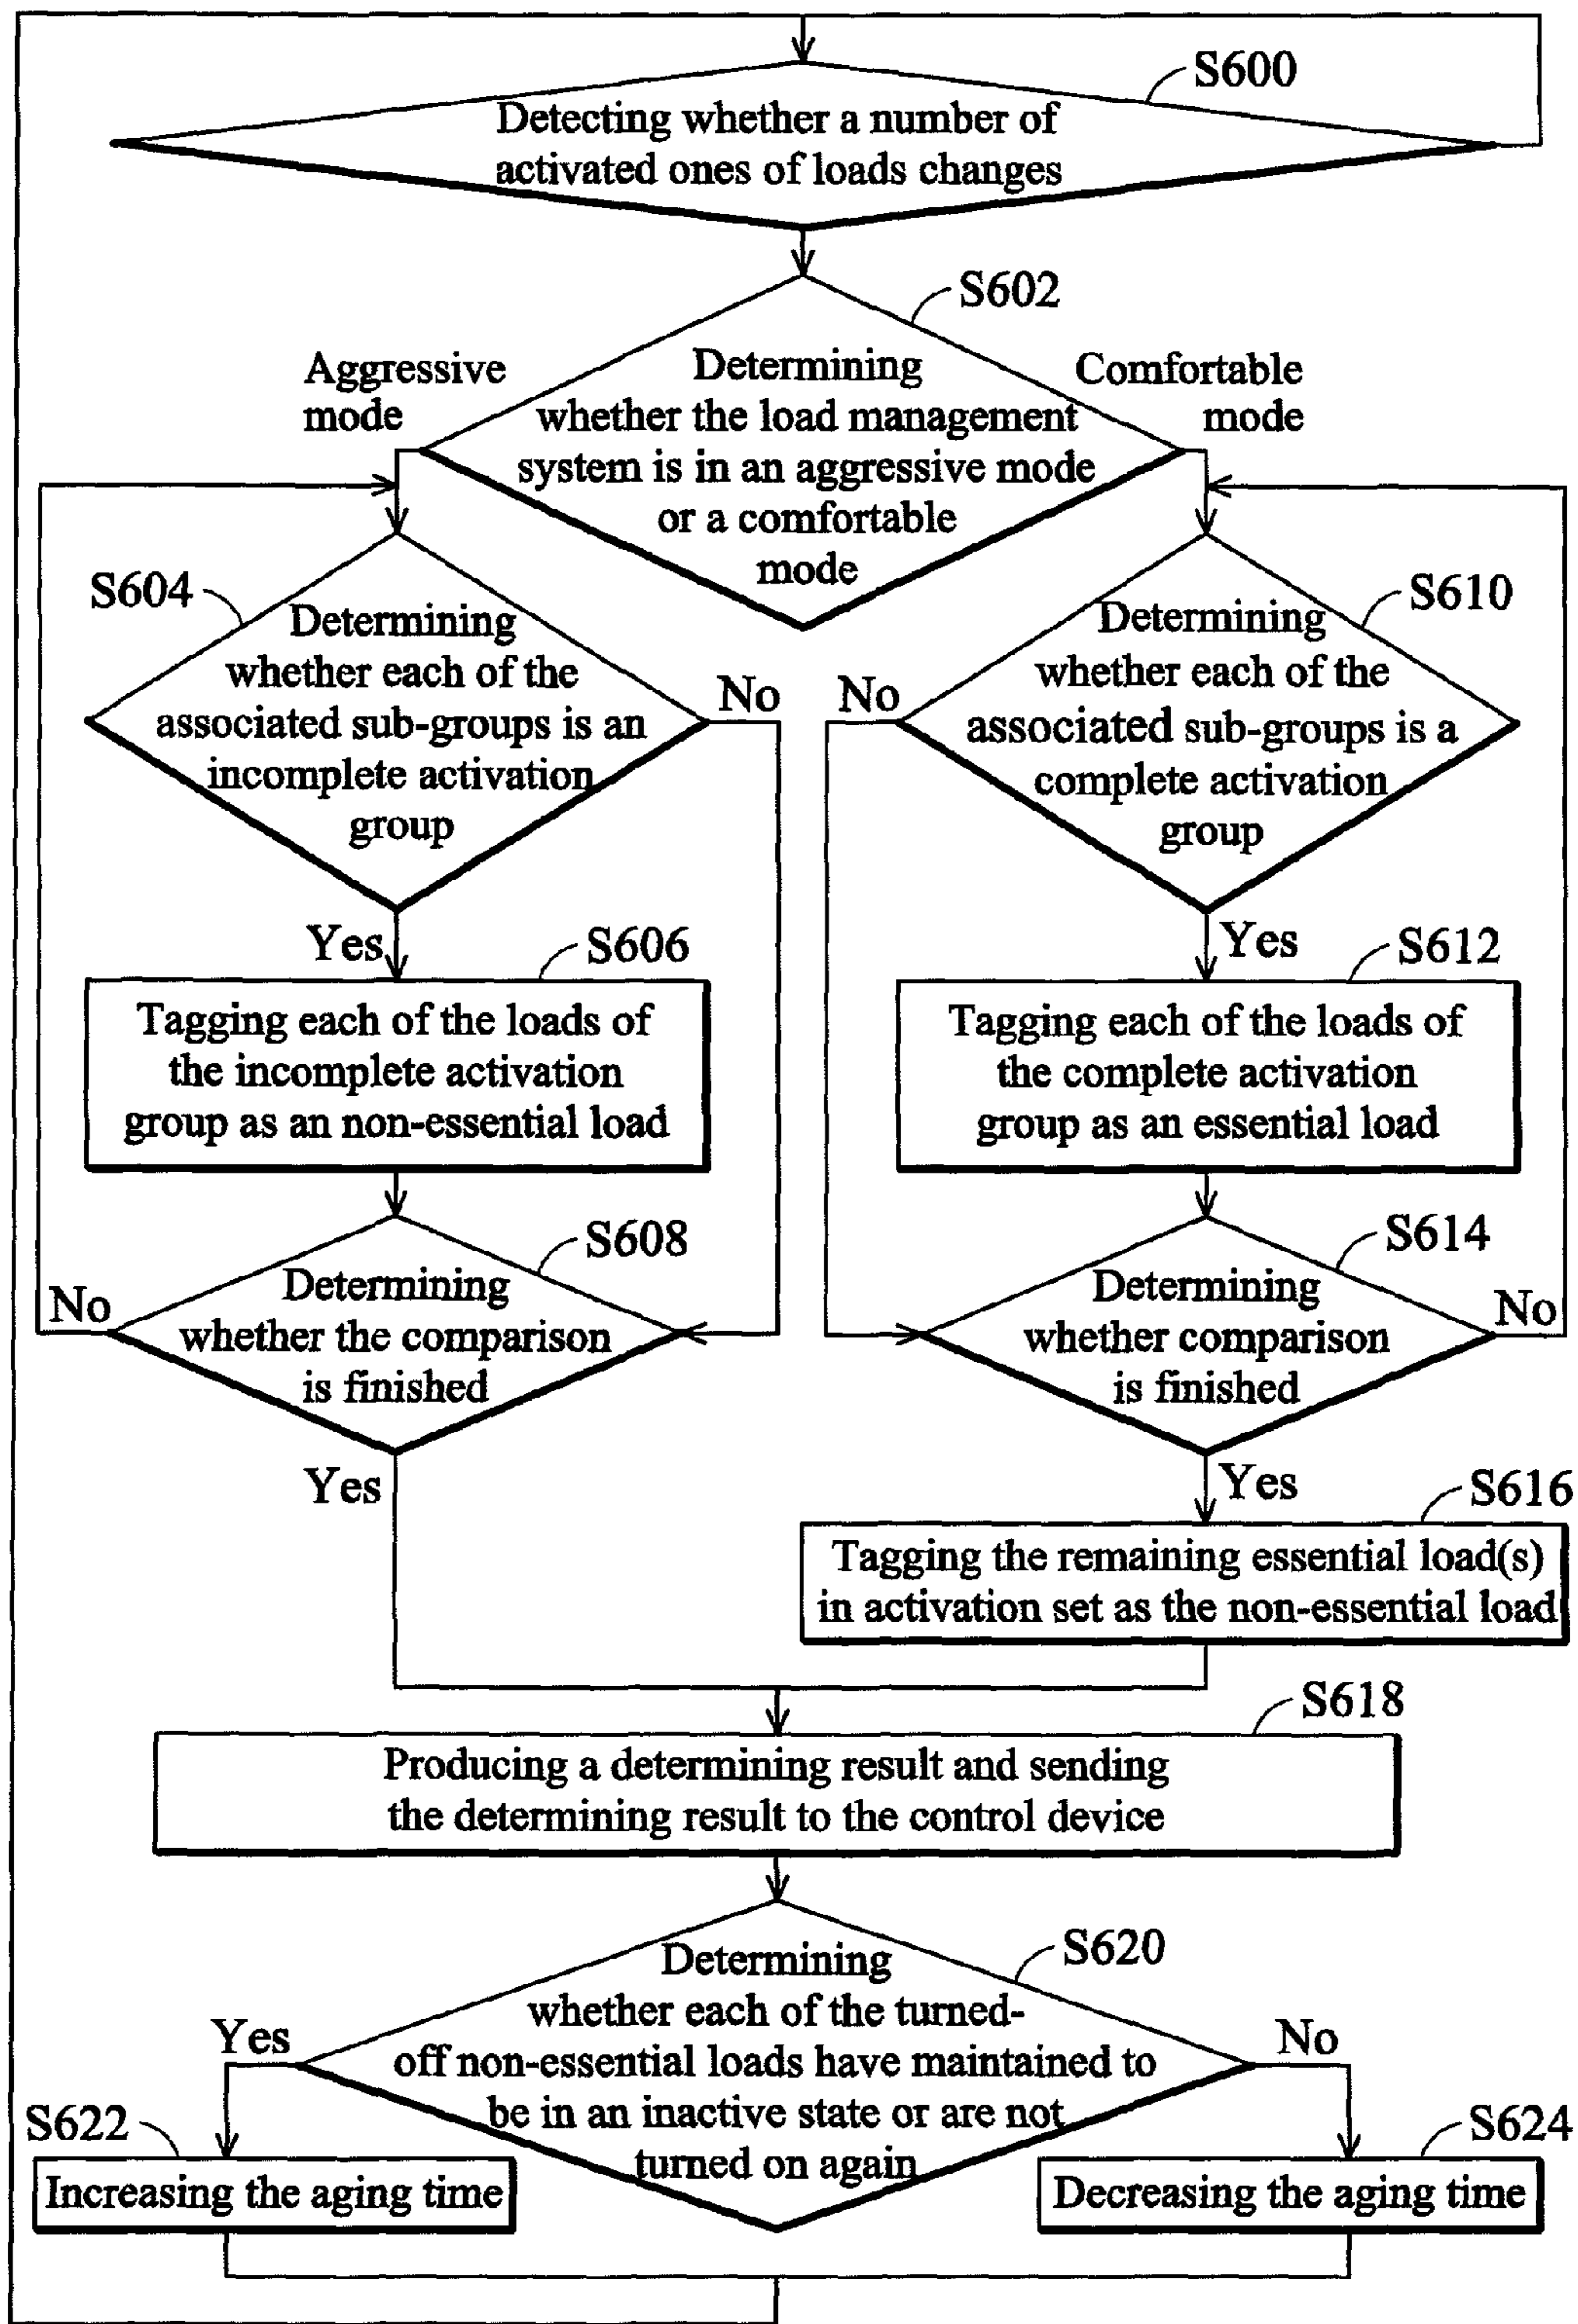 S600
Detecting whether a number of
activated ones of loads changes
S602
Aggressive
mode
Determining
whether the load management
system is in an aggressive mode
or a comfortable
mode
Comfortable
mode
S604
Determining
whether each of the
associated sub-groups is an
incomplete activation
group
No
S610
Determining
whether each of the
associated sub-groups is a
complete activation
group
No
Yes
S606
Tagging each of the loads of
the incomplete activation
group as an non-essential load
Yes
S612
Tagging each of the loads of
the complete activation
group as an essential load
S608
Determining
whether the comparison
is finished
No
Yes
S614
Determining
whether comparison
is finished
No
Yes
S616
Tagging the remaining essential load(s)
in activation set as the non-essential load
S618
Producing a determining result and sending
the determining result to the control device
S620
Determining
whether each of the turned-
off non-essential loads have maintained to
be in an inactive state or are not
turned on again
Yes
No
S622
Increasing the aging time
S624
Decreasing the aging time